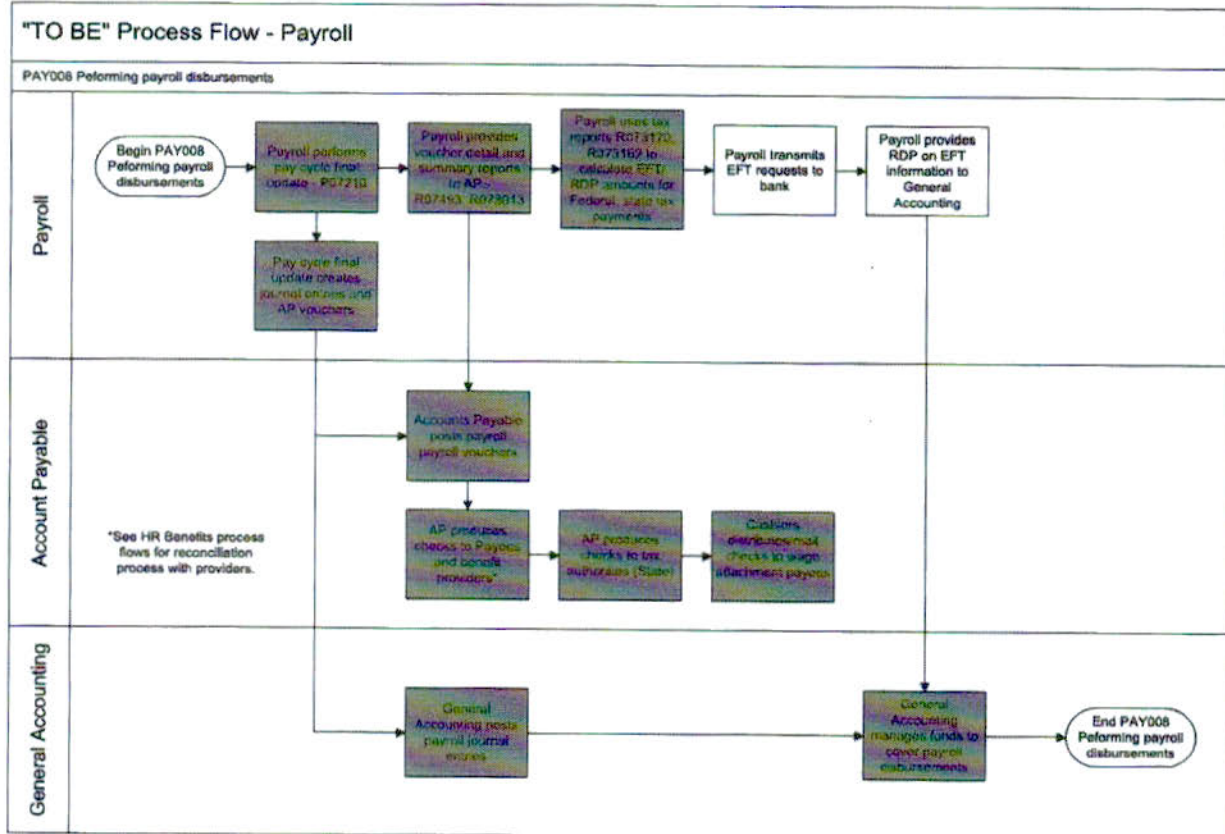 "TO BE" Process Flow - Payroll
PAY008 Peforming payroll disbursements
Payroll
Begin PAY008
Peforming payroll
disbursements
Payroll performs
pay cycle final
update - P07210
Payroll provides
voucher detail and
summary reports
to AP -
R07493, R073013
Payroll uses tax
reports R073170,
R073162 to
calculate EFT/
RDP amounts for
Federal, state tax
payments
Payroll transmits
EFT requests to
bank
Payroll provides
RDP on EFT
information to
General
Accounting
Pay cycle final
update creates
journal entries and
AP vouchers
Account Payable
Accounts Payable
posts payroll
payroll vouchers
*See HR Benefits process
flows for reconciliation
process with providers.
AP produces
checks to Payees
and benefit
providers*
AP produces
checks to tax
authorities (State)
Cashiers
distribute/mail
checks to wage
attachment payees
General Accounting
General
Accounting posts
payroll journal
entries
General
Accounting
manages funds to
cover payroll
disbursements
End PAY008
Peforming payroll
disbursements